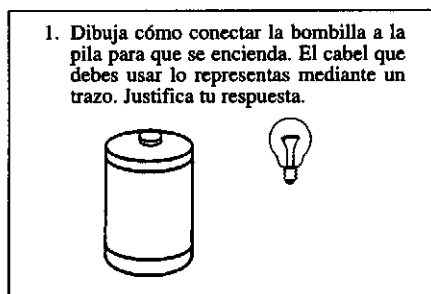 1. Dibuja cómo conectar la bombilla a la
pila para que se encienda. El cabel que
debes usar lo representas mediante un
trazo. Justifica tu respuesta.